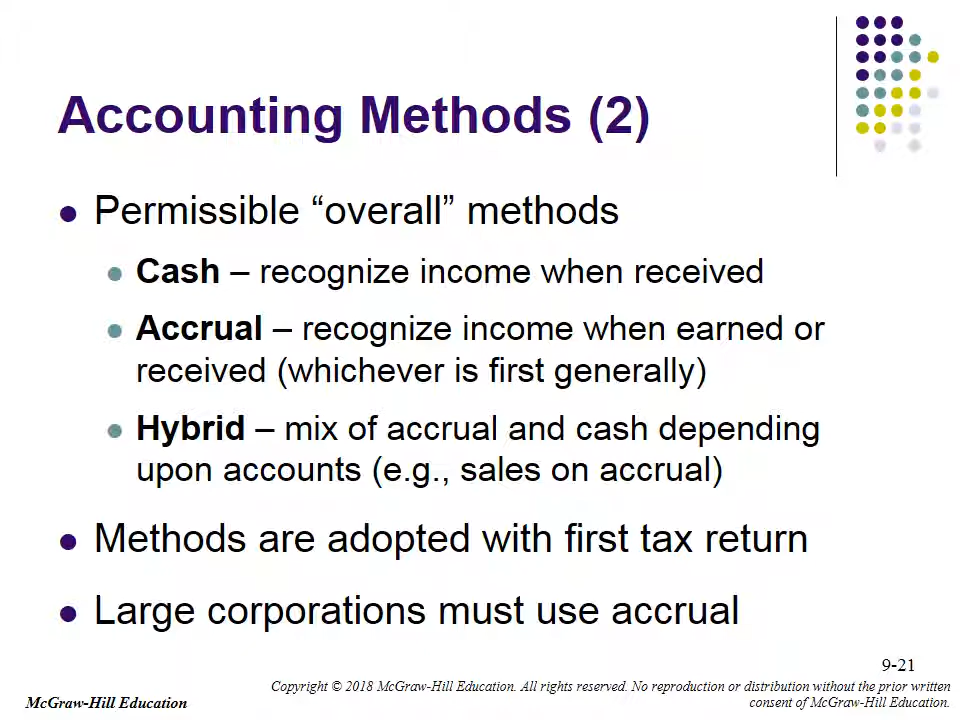 Accounting Methods (2)
Permissible “overall” methods
Cash – recognize income when received
Accrual – recognize income when earned or
received (whichever is first generally)
Hybrid – mix of accrual and cash depending
upon accounts (e.g., sales on accrual)
Methods are adopted with first tax return
Large corporations must use accrual
9-21
Copyright © 2018 McGraw-Hill Education. All rights reserved. No reproduction or distribution without the prior written
consent of McGraw-Hill Education.
McGraw-Hill Education